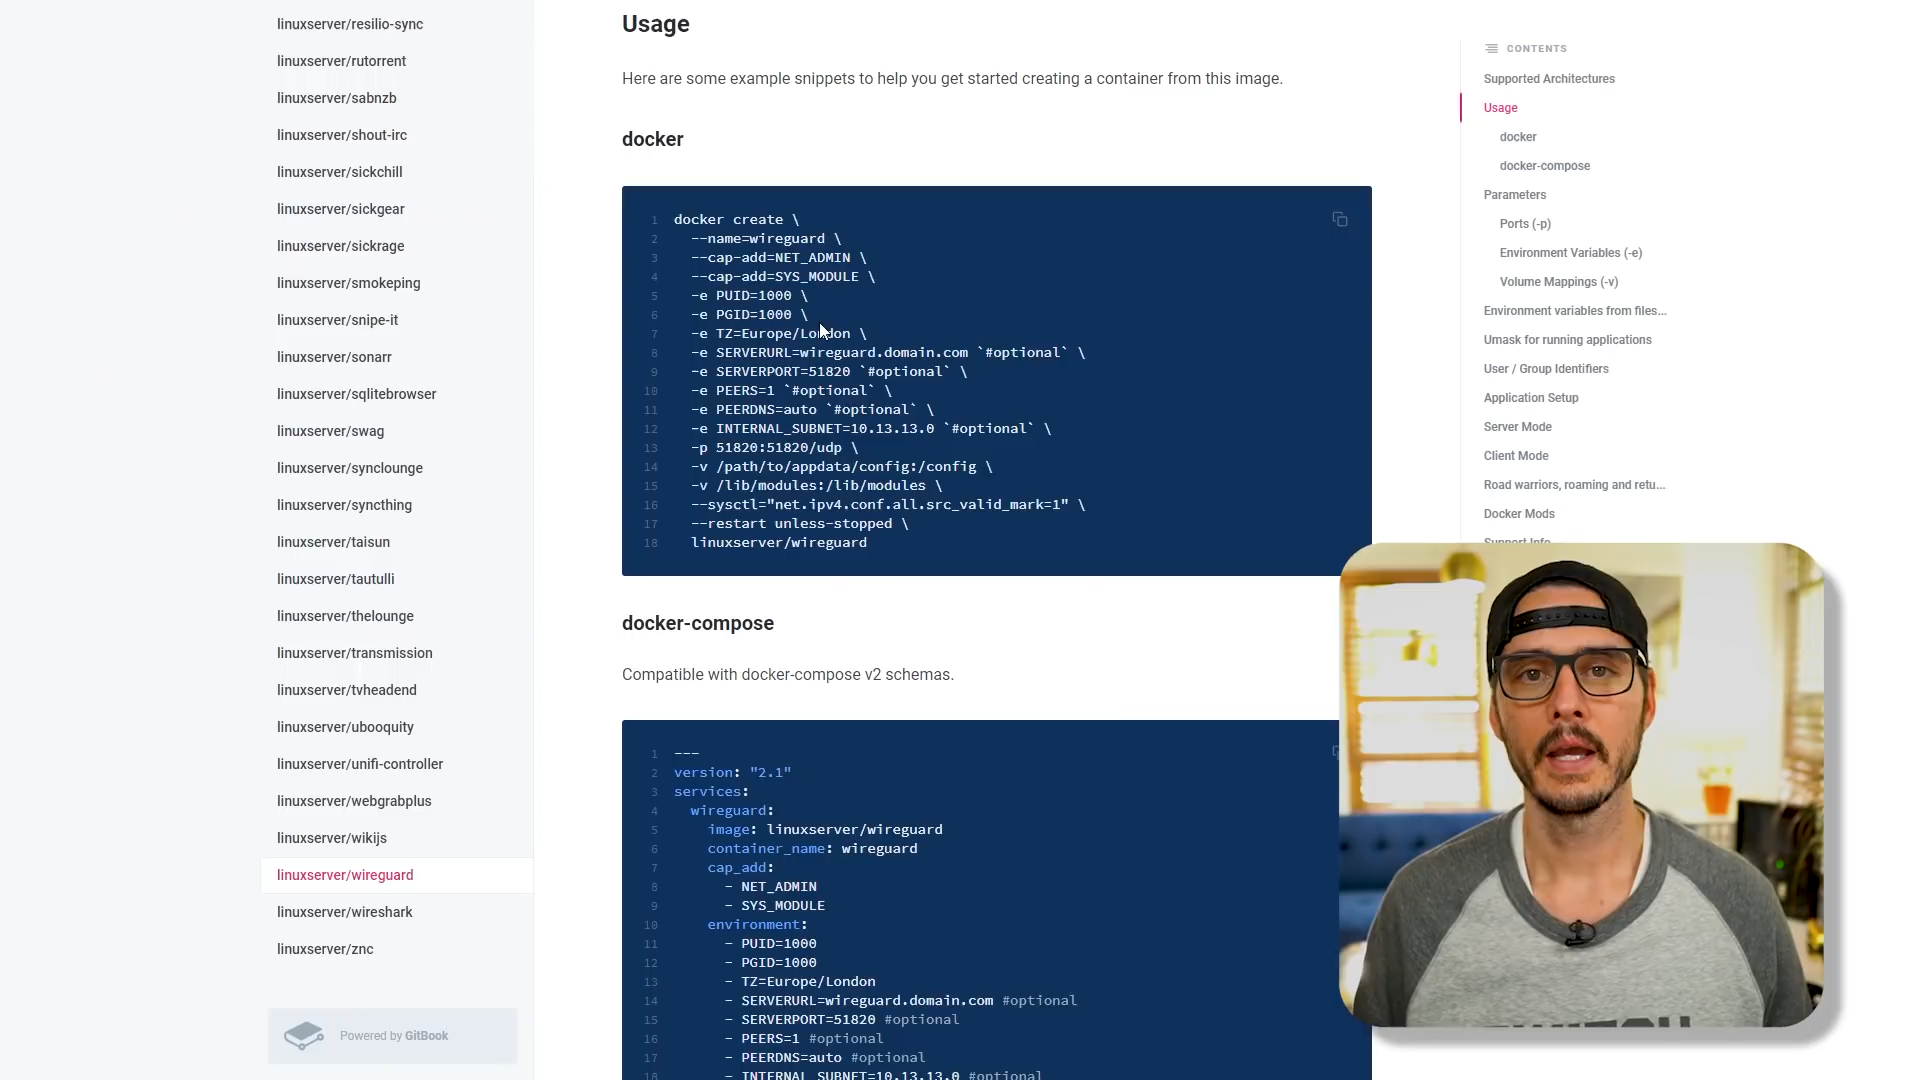 linuxserver/resilio-sync
linuxserver/rutorrent
linuxserver/sabnzb
linuxserver/shout-irc
linuxserver/sickchill
linuxserver/sickgear
linuxserver/sickrage
linuxserver/smokeping
linuxserver/snipe-it
linuxserver/sonarr
linuxserver/sqlitebrowser
linuxserver/swag
linuxserver/synclounge
linuxserver/syncthing
linuxserver/taisun
linuxserver/tautulli
linuxserver/thelounge
linuxserver/transmission
linuxserver/tvheadend
linuxserver/ubooquity
linuxserver/unifi-controller
linuxserver/webgrabplus
linuxserver/wikijs
linuxserver/wireguard
linuxserver/wireshark
linuxserver/znc
Powered by GitBook
Usage
Here are some example snippets to help you get started creating a container from this image.
docker
1 docker create \
2 --name=wireguard \
3 --cap-add=NET_ADMIN \
4 --cap-add=SYS_MODULE \
5 -e PUID=1000 \
6 -e PGID=1000 \
7 -e TZ=Europe/London \
8 -e SERVERURL=wireguard.domain.com `#optional` \
9 -e SERVERPORT=51820 `#optional` \
10 -e PEERS=1 `#optional` \
11 -e PEERDNS=auto `#optional` \
12 -e INTERNAL_SUBNET=10.13.13.0 `#optional` \
13 -p 51820:51820/udp \
14 -v /path/to/appdata/config:/config \
15 -v /lib/modules:/lib/modules \
16 --sysctl="net.ipv4.conf.all.src_valid_mark=1" \
17 --restart unless-stopped \
18 linuxserver/wireguard
docker-compose
Compatible with docker-compose v2 schemas.
1 ---
2 version: "2.1"
3 services:
4 wireguard:
5 image: linuxserver/wireguard
6 container_name: wireguard
7 cap_add:
8 - NET_ADMIN
9 - SYS_MODULE
10 environment:
11 - PUID=1000
12 - PGID=1000
13 - TZ=Europe/London
14 - SERVERURL=wireguard.domain.com #optional
15 - SERVERPORT=51820 #optional
16 - PEERS=1 #optional
17 - PEERDNS=auto #optional
18 - INTERNAL_SUBNET=10.13.13.0 #optional
CONTENTS
Supported Architectures
Usage
docker
docker-compose
Parameters
Ports (-p)
Environment Variables (-e)
Volume Mappings (-v)
Environment variables from files...
Umask for running applications
User / Group Identifiers
Application Setup
Server Mode
Client Mode
Road warriors, roaming and retu...
Docker Mods
Support Info